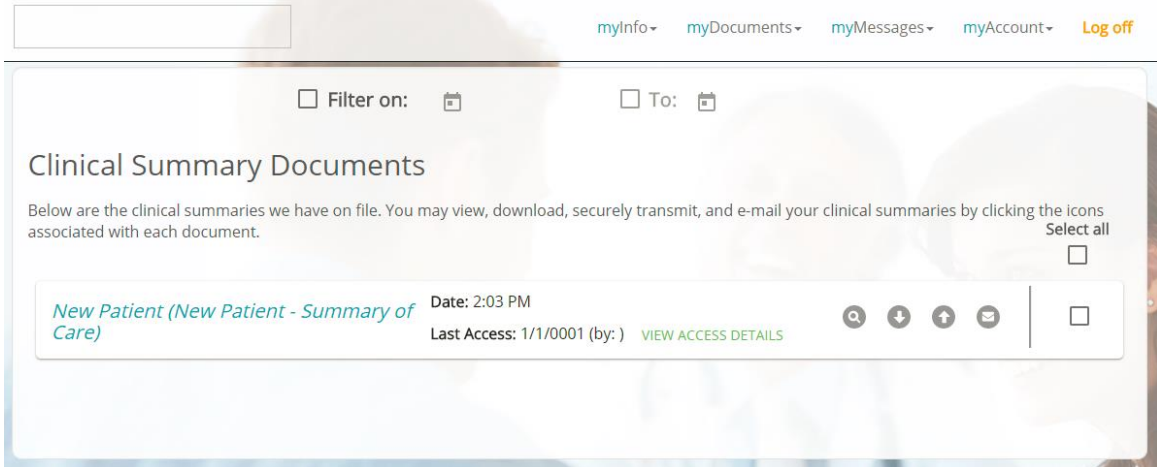 myInfo myDocuments myMessages myAccount Log off
Filter on: To:
Clinical Summary Documents
Below are the clinical summaries we have on file. You may view, download, securely transmit, and e-mail your clinical summaries by clicking the icons
associated with each document.
Select all
New Patient (New Patient - Summary of
Care)
Date: 2:03 PM
Last Access: 1/1/0001 (by: ) VIEW ACCESS DETAILS